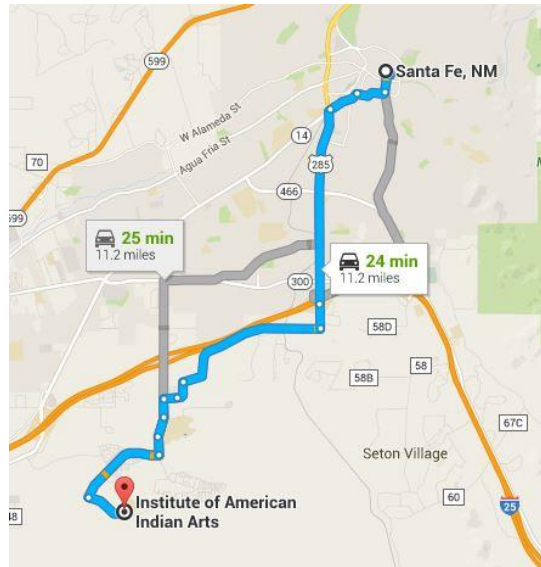 599
Santa Fe, NM
W Alameda St
14
Agua Fria St
70
285
466
599
25 min
11.2 miles
24 min
11.2 miles
300
58D
58
58B
67C
Seton Village
60
Institute of American
Indian Arts
25
48